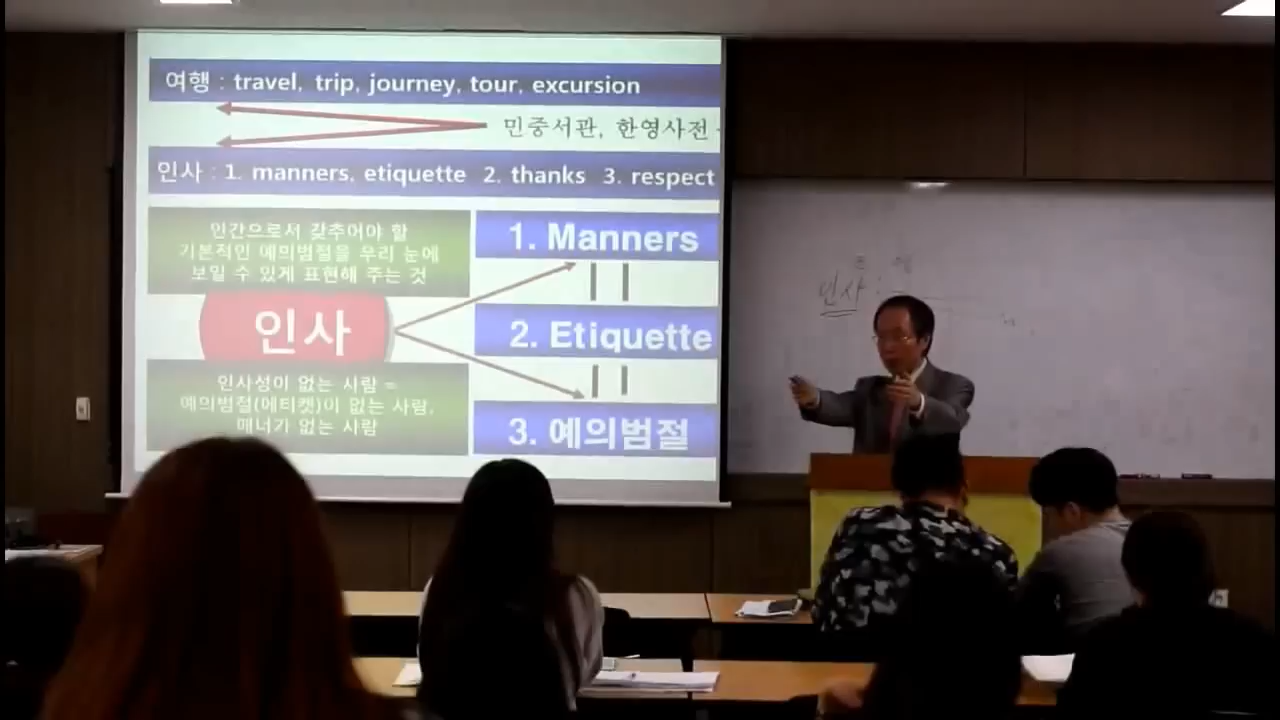 여행 : travel, trip, journey, tour, excursion
민중서관, 한영사전
인사 : 1. manners, etiquette 2. thanks 3. respect
인간으로서 갖추어야 할
기본적인 예의범절을 우리 눈에
보일 수 있게 표현해 주는 것
1. Manners
인사
2. Etiquette
인사성이 없는 사람 =
예의범절(에티켓)이 없는 사람,
매너가 없는 사람
3. 예의범절
인사 :